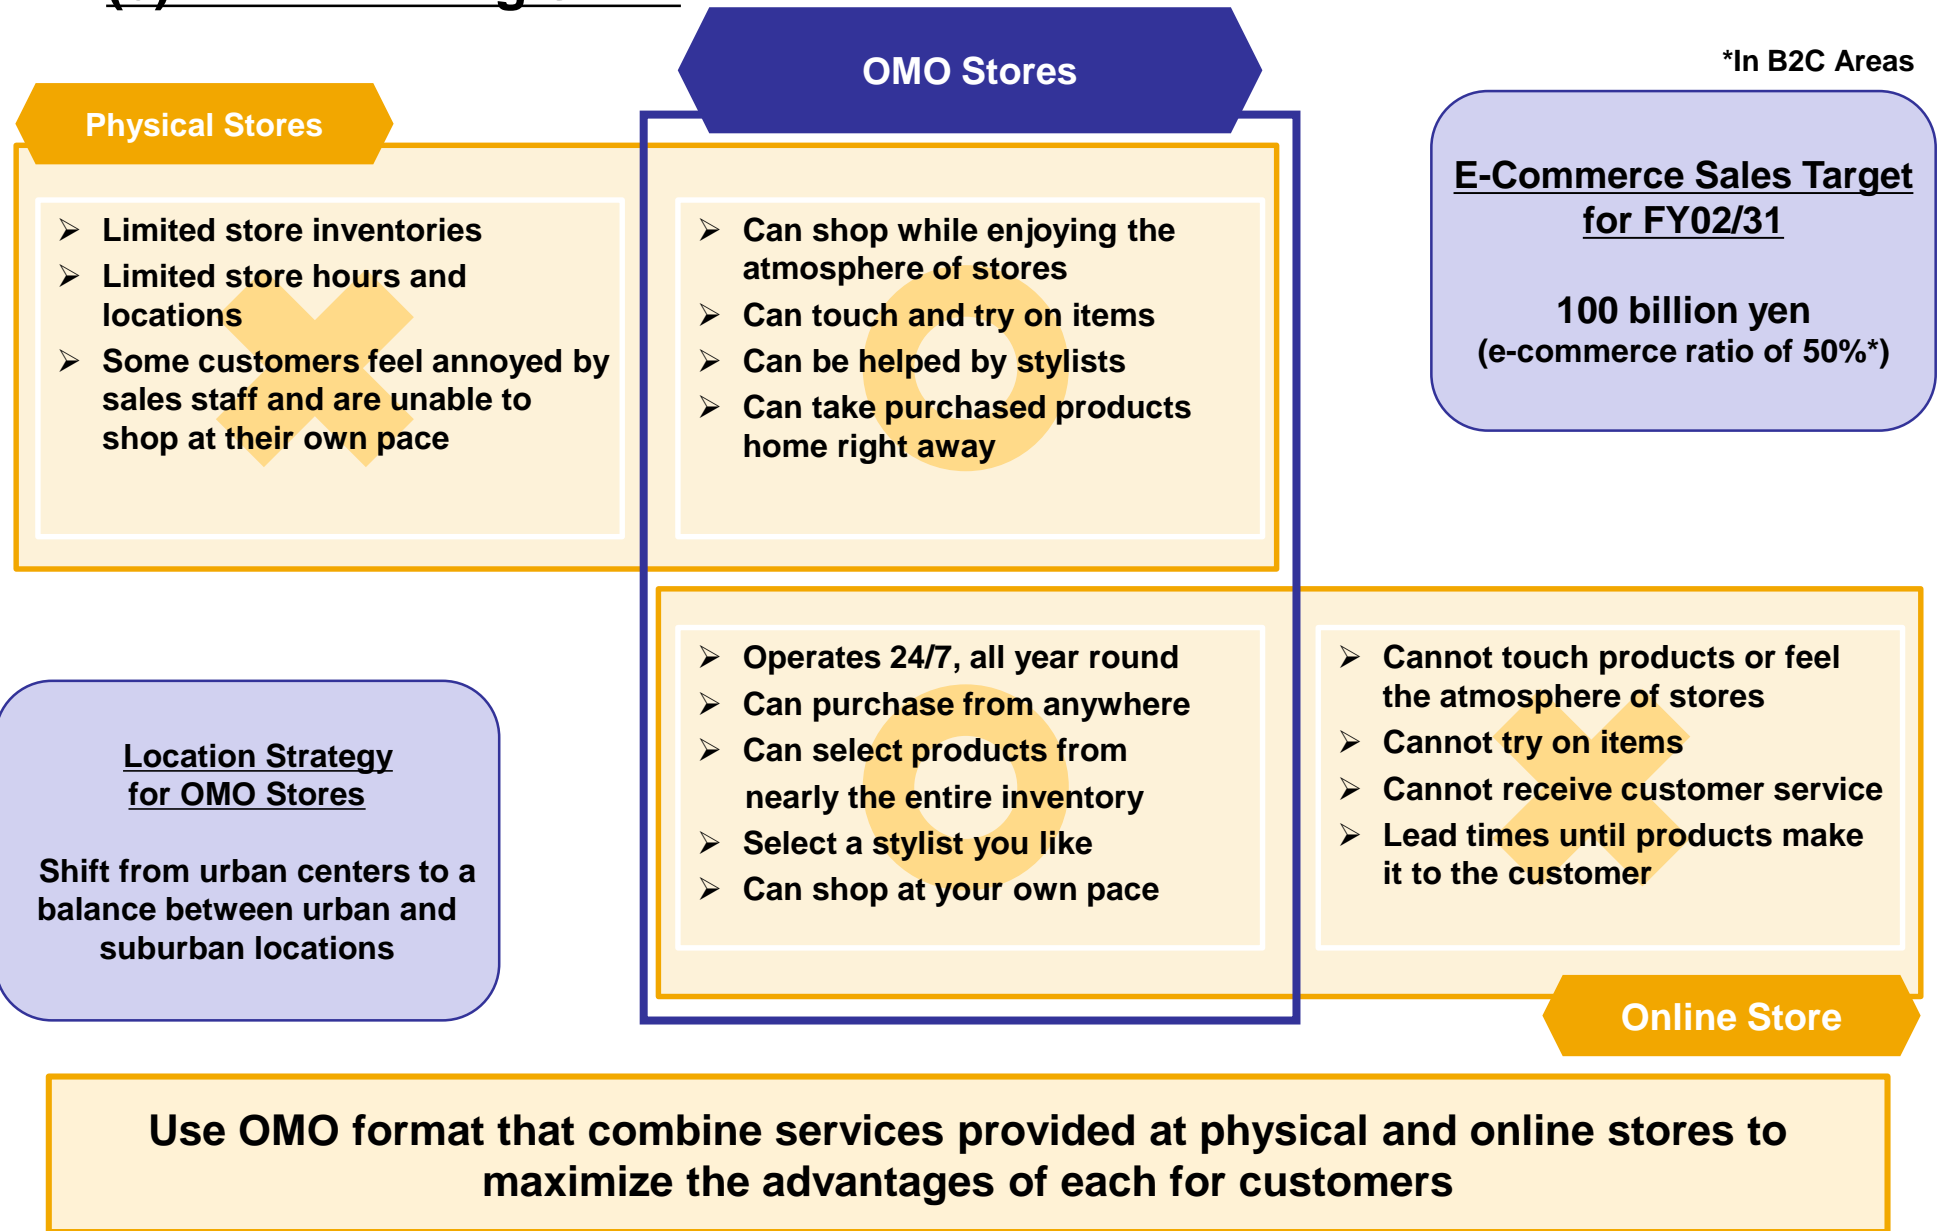 OMO Stores
*In B2C Areas
Physical Stores
E-Commerce Sales Target
for FY02/31
100 billion yen
(e-commerce ratio of 50%*)
➢ Limited store inventories
➢ Limited store hours and
locations
➢ Some customers feel annoyed by
sales staff and are unable to
shop at their own pace
➢ Can shop while enjoying the
atmosphere of stores
➢ Can touch and try on items
➢ Can be helped by stylists
➢ Can take purchased products
home right away
Location Strategy
for OMO Stores
Shift from urban centers to a
balance between urban and
suburban locations
➢ Operates 24/7, all year round
➢ Can purchase from anywhere
➢ Can select products from
nearly the entire inventory
➢ Select a stylist you like
➢ Can shop at your own pace
➢ Cannot touch products or feel
the atmosphere of stores
➢ Cannot try on items
➢ Cannot receive customer service
➢ Lead times until products make
it to the customer
Online Store
Use OMO format that combine services provided at physical and online stores to
maximize the advantages of each for customers